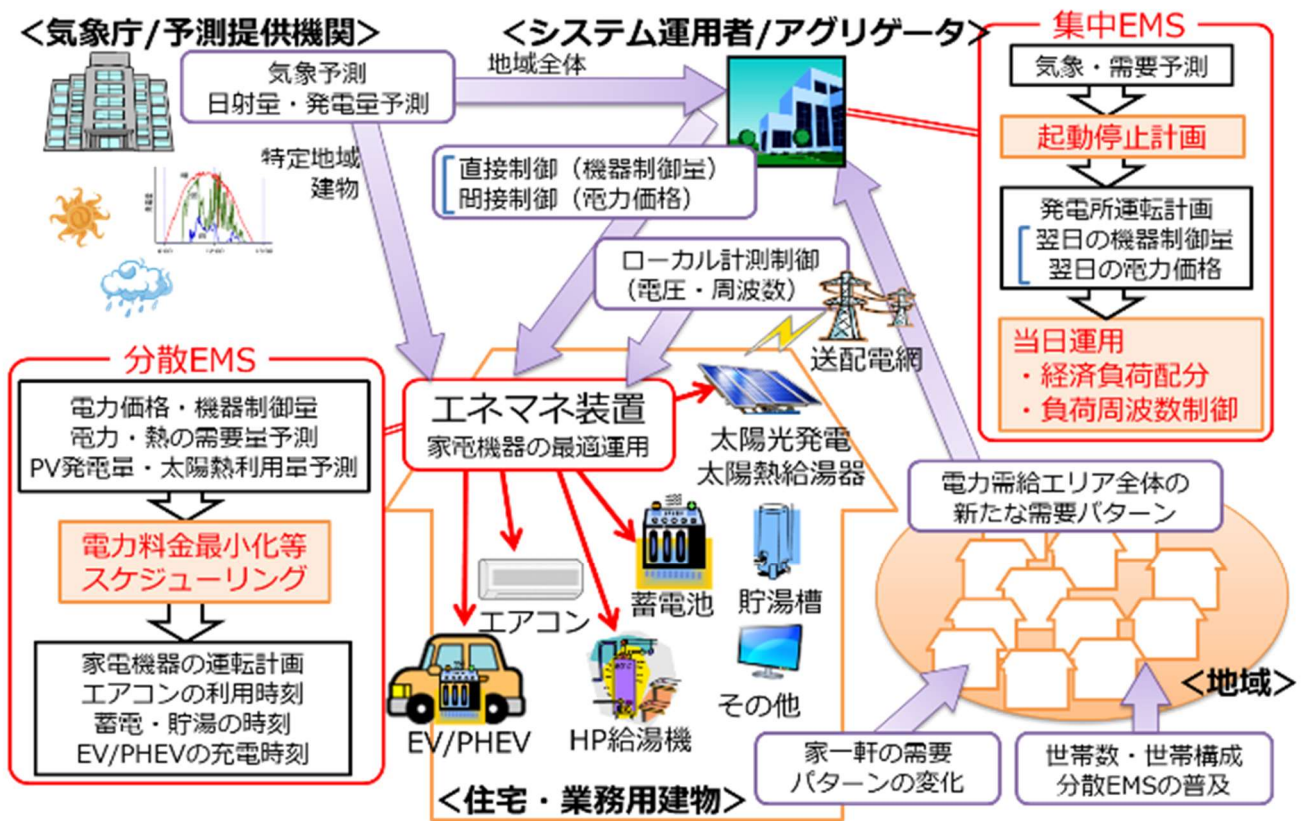 <気象庁/予測提供機関>
気象予測
日射量・発電量予測
地域全体
特定地域
建物
<システム運用者/アグリゲータ>
直接制御（機器制御量）
間接制御（電力価格）
ローカル計測制御
（電圧・周波数）
送配電網
集中EMS
気象・需要予測
起動停止計画
発電所運転計画
翌日の機器制御量
翌日の電力価格
当日運用
・経済負荷配分
・負荷周波数制御
分散EMS
電力価格・機器制御量
電力・熱の需要量予測
PV発電量・太陽熱利用量予測
電力料金最小化等
スケジューリング
家電機器の運転計画
エアコンの利用時刻
蓄電・貯湯の時刻
EV/PHEVの充電時刻
エネマネ装置
家電機器の最適運用
太陽光発電
太陽熱給湯器
エアコン
蓄電池
貯湯槽
EV/PHEV
HP給湯機
その他
<住宅・業務用建物>
電力需給エリア全体の
新たな需要パターン
<地域>
家一軒の需要
パターンの変化
世帯数・世帯構成
分散EMSの普及